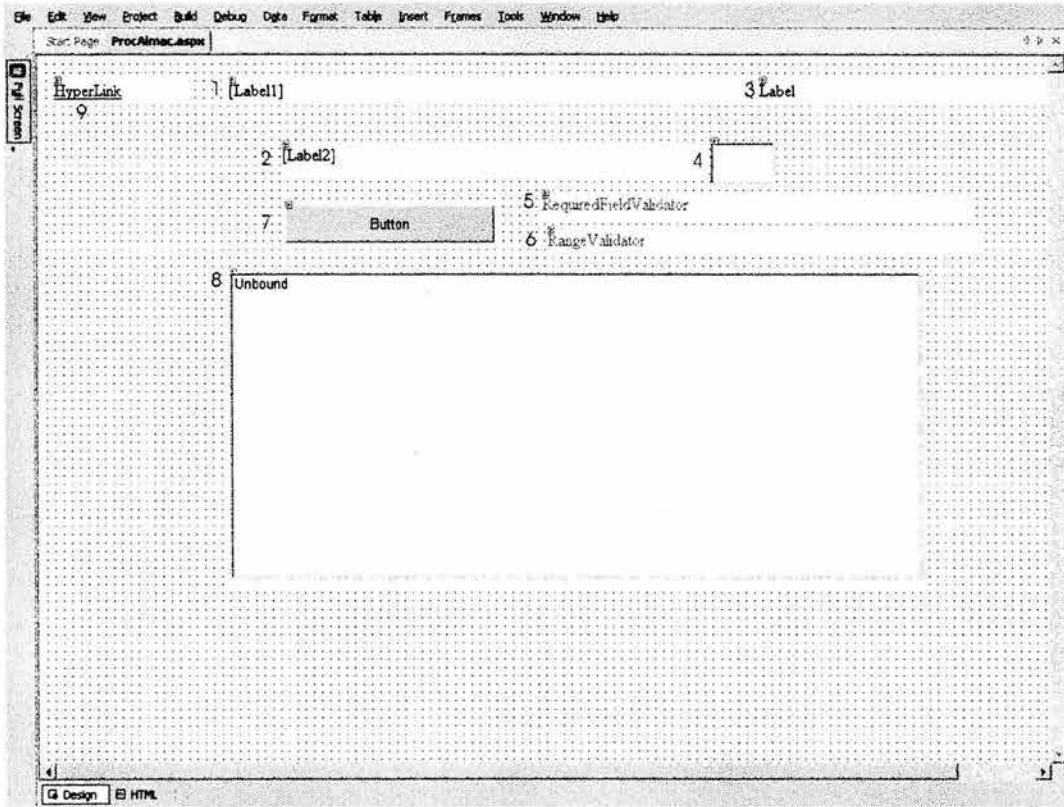 File Edit View Project Build Debug Data Format Table Insert Frames Tools Window Help
Start Page ProcAlmac.aspx
Full Screen
HyperLink 1 [Label1] 3 Label
9
2 [Label2] 4
5 RequiredFieldValidator
7 Button
6 RangeValidator
8 Unbound
Design HTML